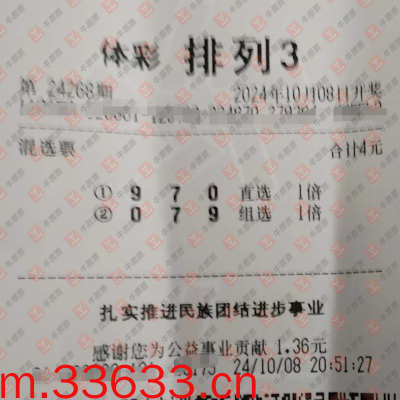 体彩 排列3
第 24268期 2024年10月08日开奖
混选票 合计4元
① 9 7 0 直选 1倍
② 0 7 9 组选 1倍
扎实推进民族团结进步事业
感谢您为公益事业贡献 1.36元
24/10/08 20:51:27
m.33633.cn